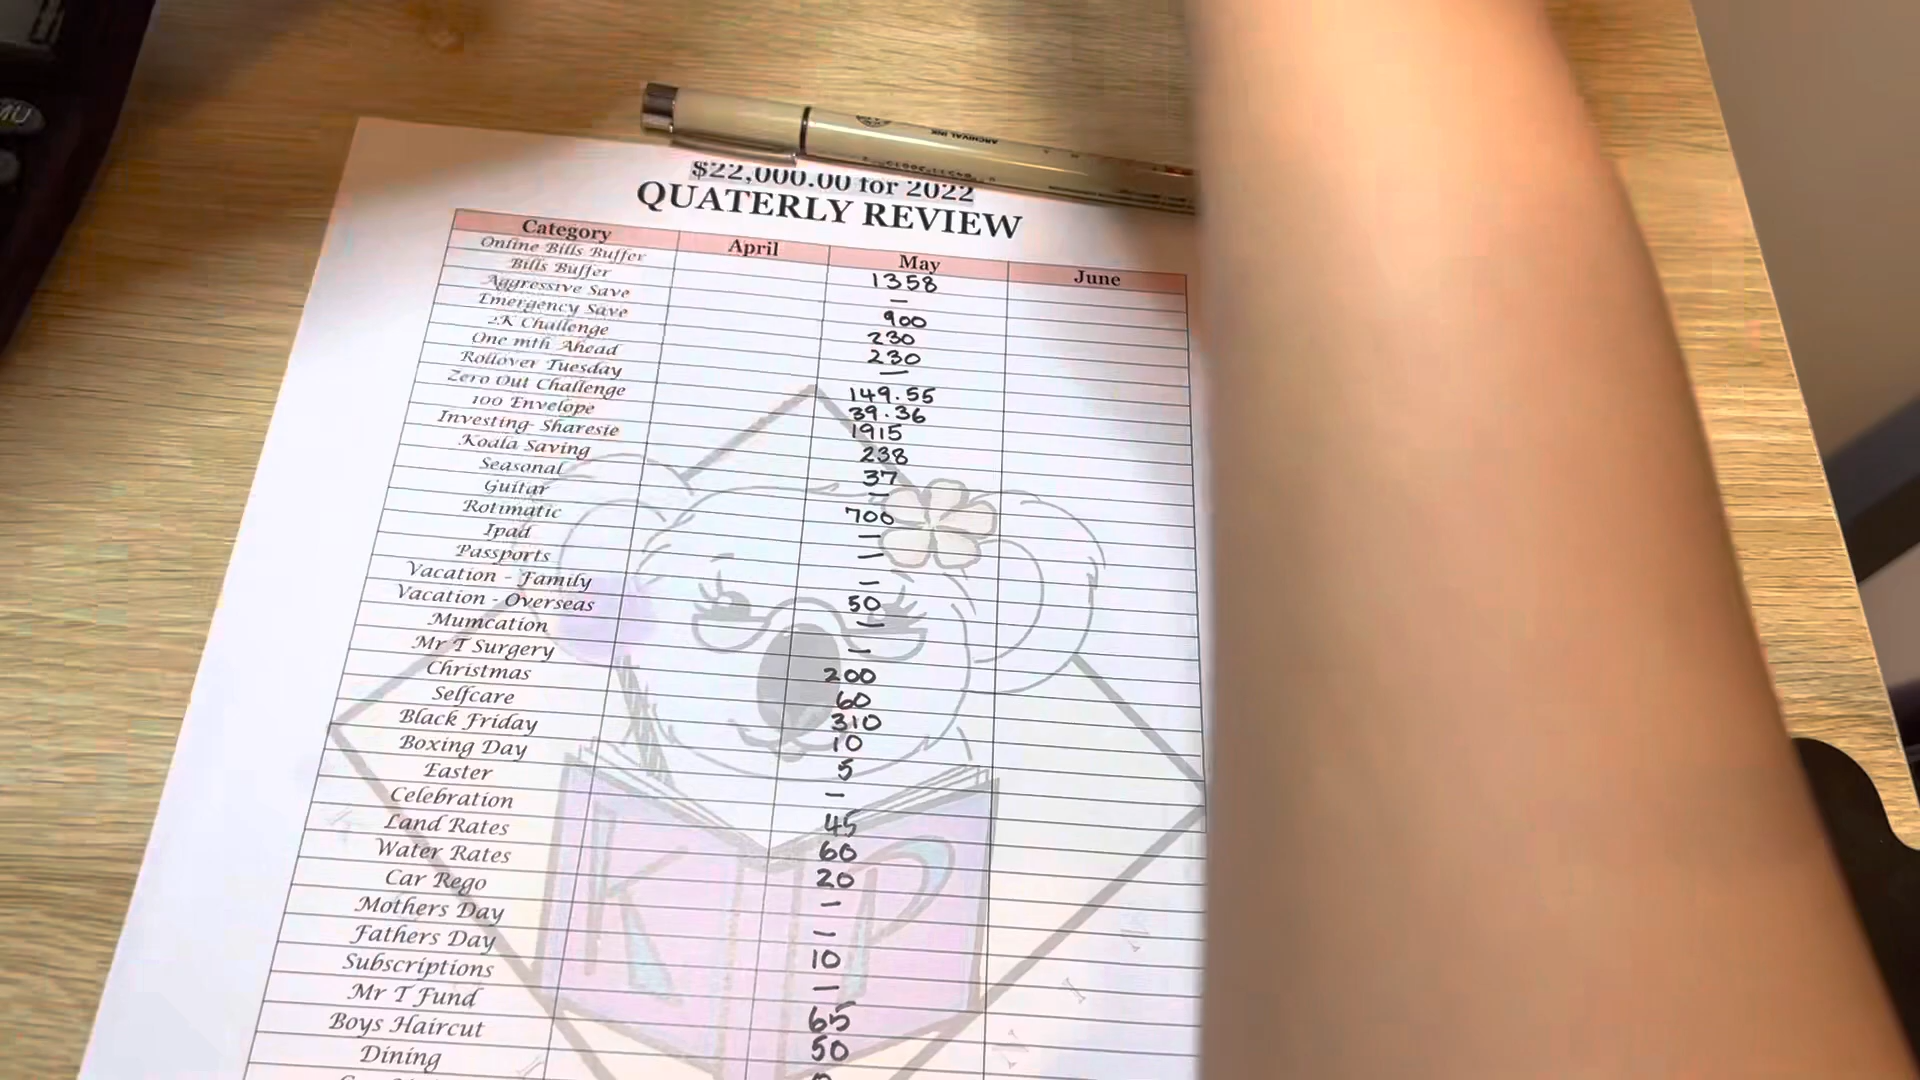 $22,000.00 for 2022
QUATERLY REVIEW
Category April May June
Online Bills Buffer 1358
Bills Buffer –
Aggressive Save 900
Emergency Save 230
2K Challenge 230
One mth Ahead –
Rollover Tuesday 149.55
Zero Out Challenge 39.36
100 Envelope 1915
Investing- Sharesie 238
Koala Saving 37
Seasonal –
Guitar 700
Rotimatic –
Ipad –
Passports –
Vacation - Family 50
Vacation - Overseas –
Mumcation –
Mr T Surgery 200
Christmas 60
Selfcare 310
Black Friday 10
Boxing Day 5
Easter –
Celebration 45
Land Rates 60
Water Rates 20
Car Rego –
Mothers Day –
Fathers Day 10
Subscriptions –
Mr T Fund 65
Boys Haircut 50
Dining
ARCHIVAL INK
MU
K P